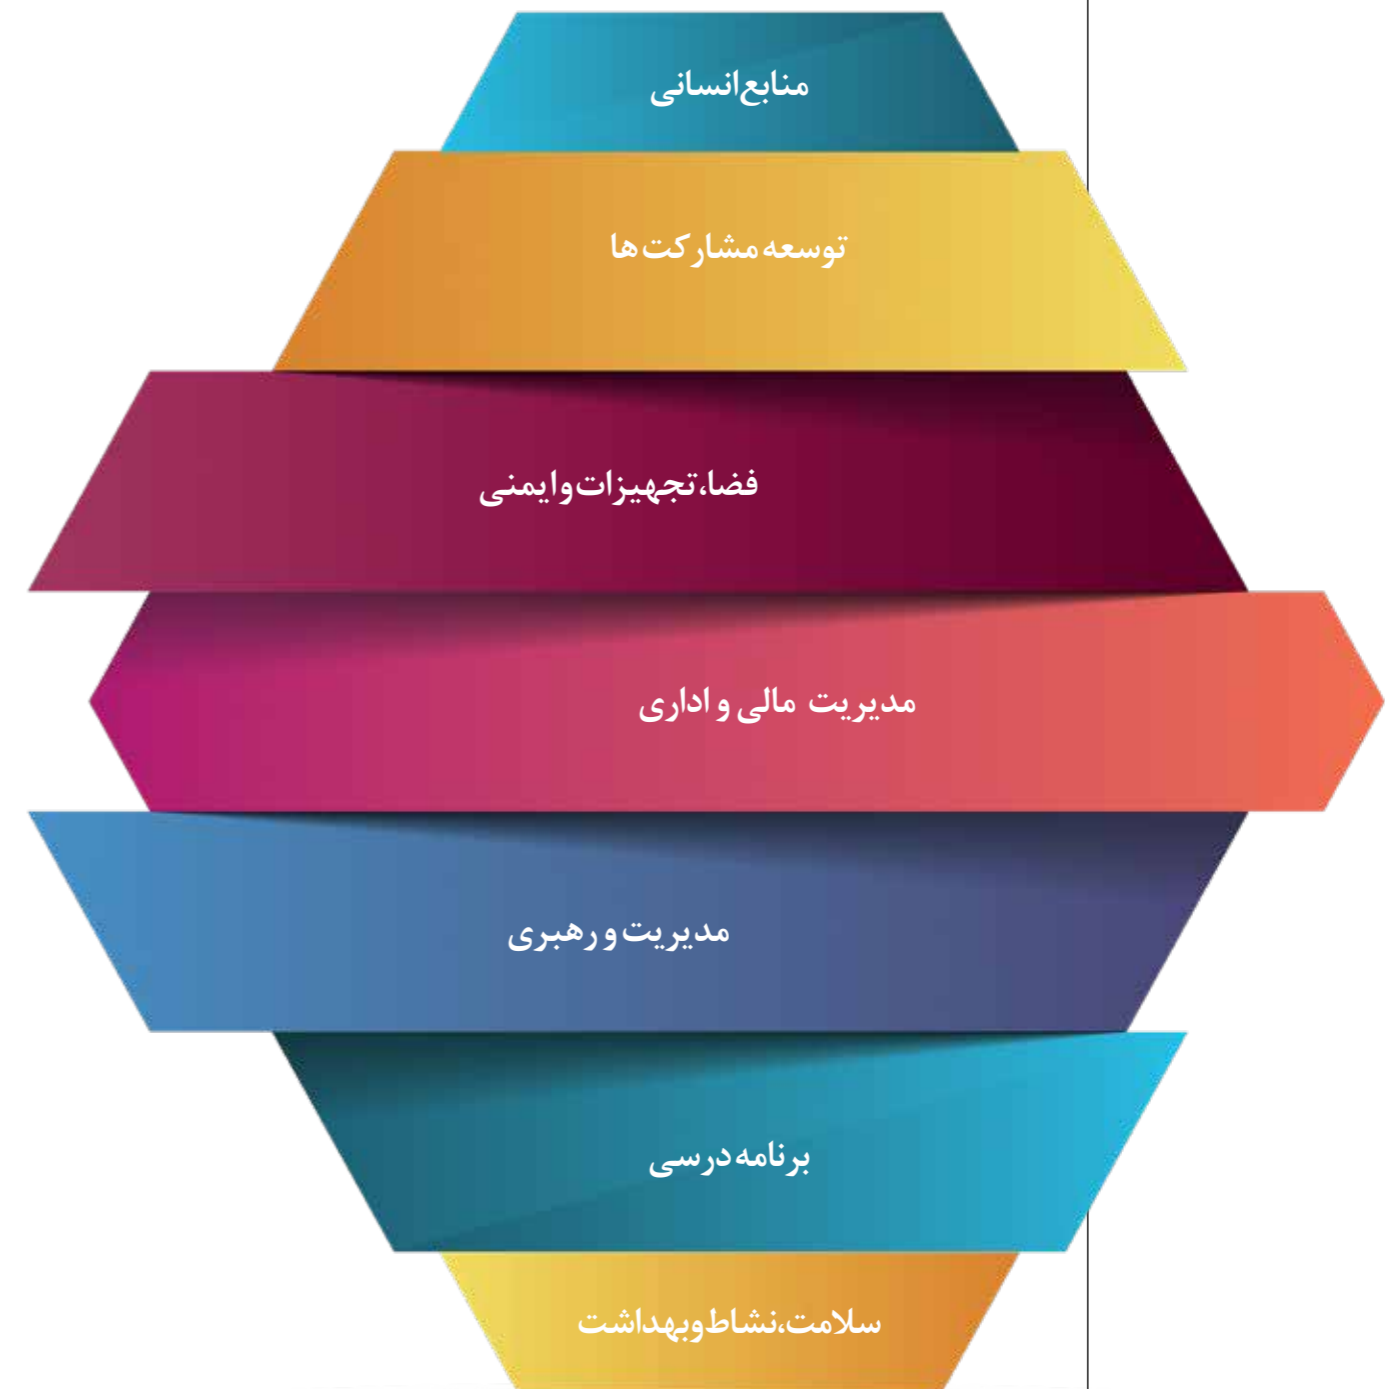 منابع انسانی
توسعه مشارکت ها
فضا، تجهیزات و ایمنی
مدیریت مالی و اداری
مدیریت و رهبری
برنامه درسی
سلامت، نشاط و بهداشت